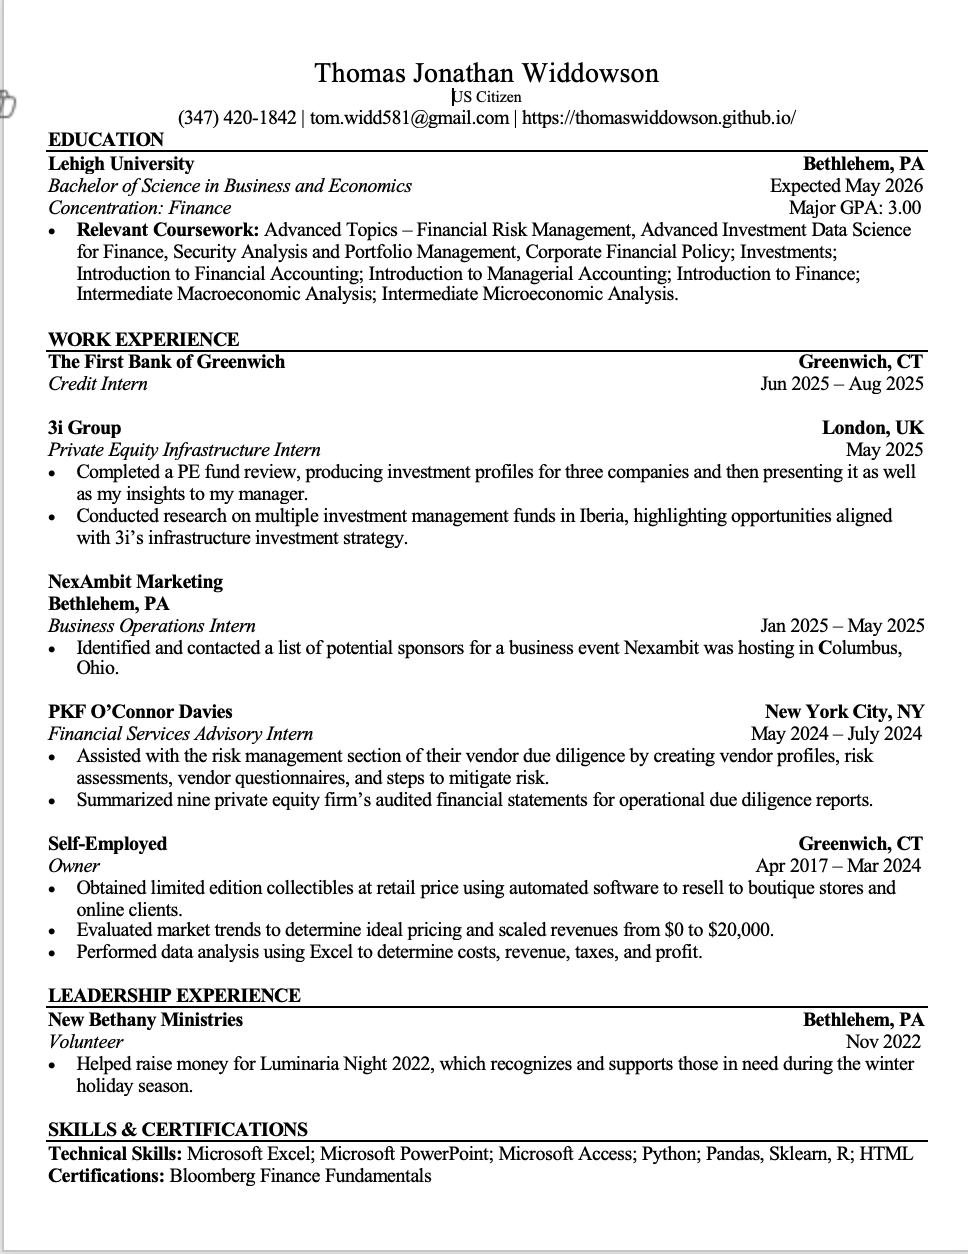 Thomas Jonathan Widdowson
US Citizen
(347) 420-1842 | tom.widd581@gmail.com | https://thomaswiddowson.github.io/
EDUCATION
Lehigh University Bethlehem, PA
Bachelor of Science in Business and Economics Expected May 2026
Concentration: Finance Major GPA: 3.00
• Relevant Coursework: Advanced Topics – Financial Risk Management, Advanced Investment Data Science
for Finance, Security Analysis and Portfolio Management, Corporate Financial Policy; Investments;
Introduction to Financial Accounting; Introduction to Managerial Accounting; Introduction to Finance;
Intermediate Macroeconomic Analysis; Intermediate Microeconomic Analysis.
WORK EXPERIENCE
The First Bank of Greenwich Greenwich, CT
Credit Intern Jun 2025 – Aug 2025
3i Group London, UK
Private Equity Infrastructure Intern May 2025
• Completed a PE fund review, producing investment profiles for three companies and then presenting it as well
as my insights to my manager.
• Conducted research on multiple investment management funds in Iberia, highlighting opportunities aligned
with 3i’s infrastructure investment strategy.
NexAmbit Marketing
Bethlehem, PA
Business Operations Intern Jan 2025 – May 2025
• Identified and contacted a list of potential sponsors for a business event Nexambit was hosting in Columbus,
Ohio.
PKF O’Connor Davies New York City, NY
Financial Services Advisory Intern May 2024 – July 2024
• Assisted with the risk management section of their vendor due diligence by creating vendor profiles, risk
assessments, vendor questionnaires, and steps to mitigate risk.
• Summarized nine private equity firm’s audited financial statements for operational due diligence reports.
Self-Employed Greenwich, CT
Owner Apr 2017 – Mar 2024
• Obtained limited edition collectibles at retail price using automated software to resell to boutique stores and
online clients.
• Evaluated market trends to determine ideal pricing and scaled revenues from $0 to $20,000.
• Performed data analysis using Excel to determine costs, revenue, taxes, and profit.
LEADERSHIP EXPERIENCE
New Bethany Ministries Bethlehem, PA
Volunteer Nov 2022
• Helped raise money for Luminaria Night 2022, which recognizes and supports those in need during the winter
holiday season.
SKILLS & CERTIFICATIONS
Technical Skills: Microsoft Excel; Microsoft PowerPoint; Microsoft Access; Python; Pandas, Sklearn, R; HTML
Certifications: Bloomberg Finance Fundamentals